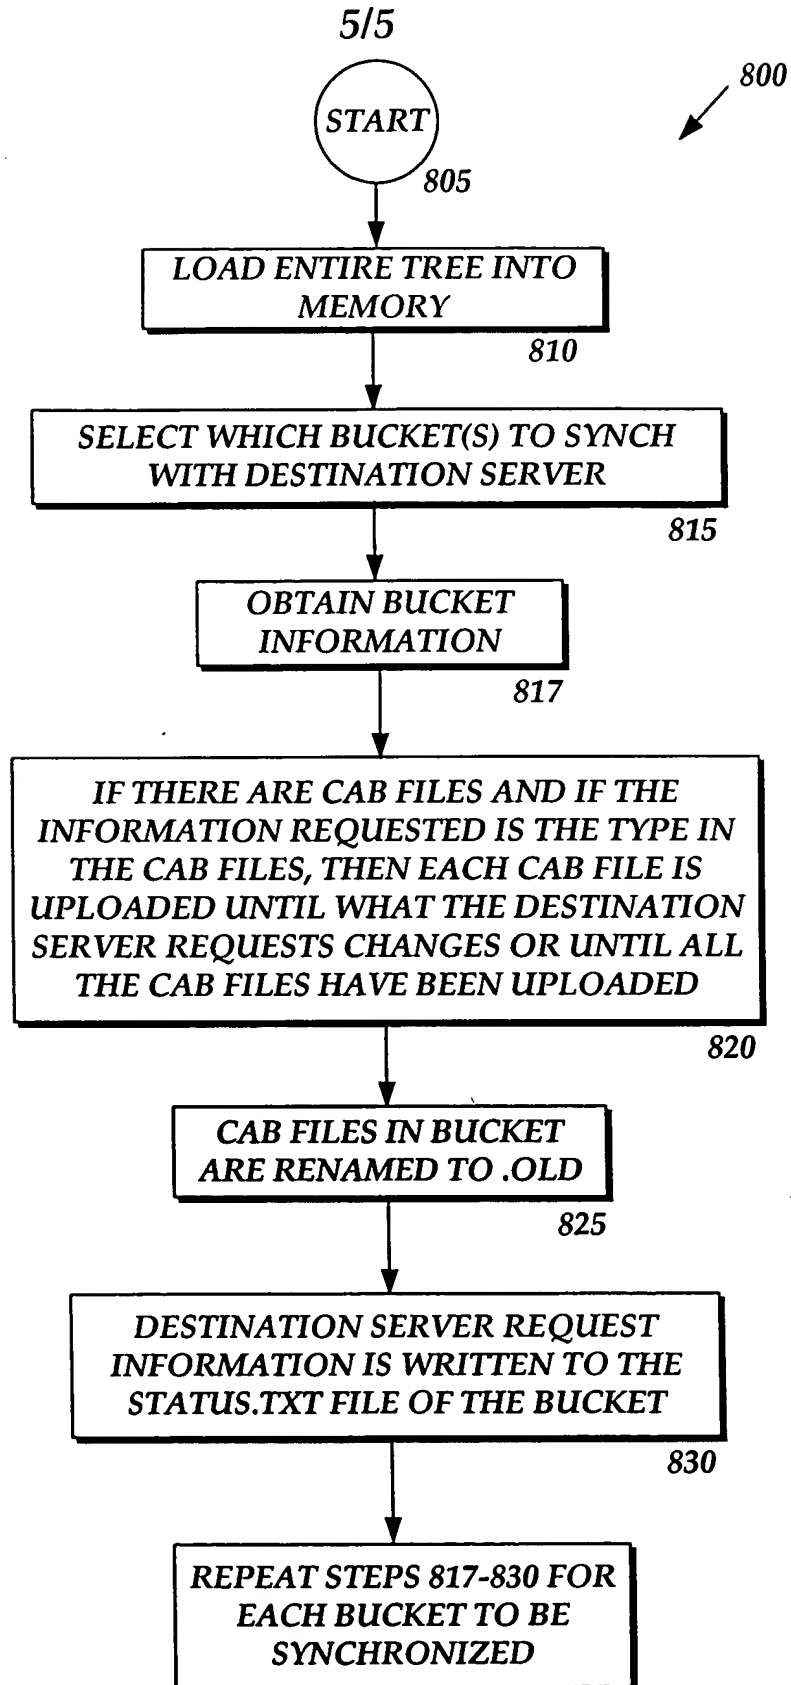 5/5
800
START
805
LOAD ENTIRE TREE INTO
MEMORY
810
SELECT WHICH BUCKET(S) TO SYNCH
WITH DESTINATION SERVER
815
OBTAIN BUCKET
INFORMATION
817
IF THERE ARE CAB FILES AND IF THE
INFORMATION REQUESTED IS THE TYPE IN
THE CAB FILES, THEN EACH CAB FILE IS
UPLOADED UNTIL WHAT THE DESTINATION
SERVER REQUESTS CHANGES OR UNTIL ALL
THE CAB FILES HAVE BEEN UPLOADED
820
CAB FILES IN BUCKET
ARE RENAMED TO .OLD
825
DESTINATION SERVER REQUEST
INFORMATION IS WRITTEN TO THE
STATUS.TXT FILE OF THE BUCKET
830
REPEAT STEPS 817-830 FOR
EACH BUCKET TO BE
SYNCHRONIZED